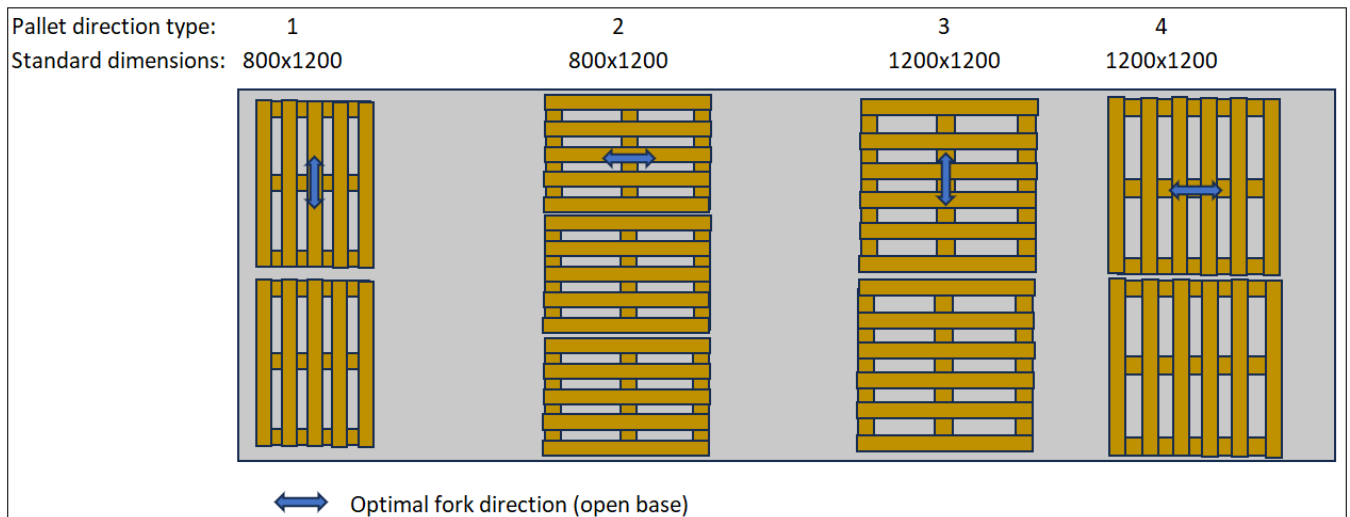 Pallet direction type: 1 2 3 4
Standard dimensions: 800x1200 800x1200 1200x1200 1200x1200
Optimal fork direction (open base)